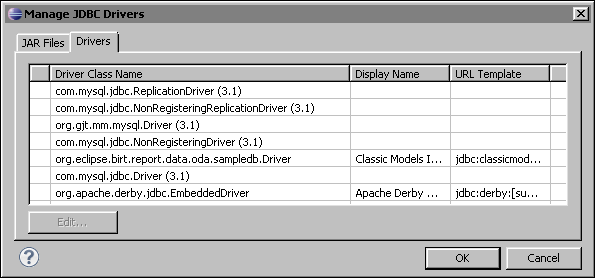 Manage JDBC Drivers
JAR Files Drivers
Driver Class Name Display Name URL Template
com.mysql.jdbc.ReplicationDriver (3.1)
com.mysql.jdbc.NonRegisteringReplicationDriver (3.1)
org.gjt.mm.mysql.Driver (3.1)
com.mysql.jdbc.NonRegisteringDriver (3.1)
org.eclipse.birt.report.data.oda.sampledb.Driver Classic Models I... jdbc:classicmod...
com.mysql.jdbc.Driver (3.1)
org.apache.derby.jdbc.EmbeddedDriver Apache Derby ... jdbc:derby:[su...
Edit...
? OK Cancel